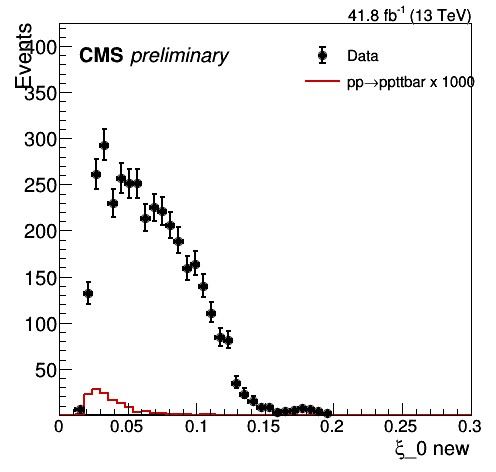 41.8 fb⁻¹ (13 TeV)
Events
CMS preliminary
Data
pp→ppttbar x 1000
400
350
300
250
200
150
100
50
0 0.05 0.1 0.15 0.2 0.25 0.3
ξ_0 new